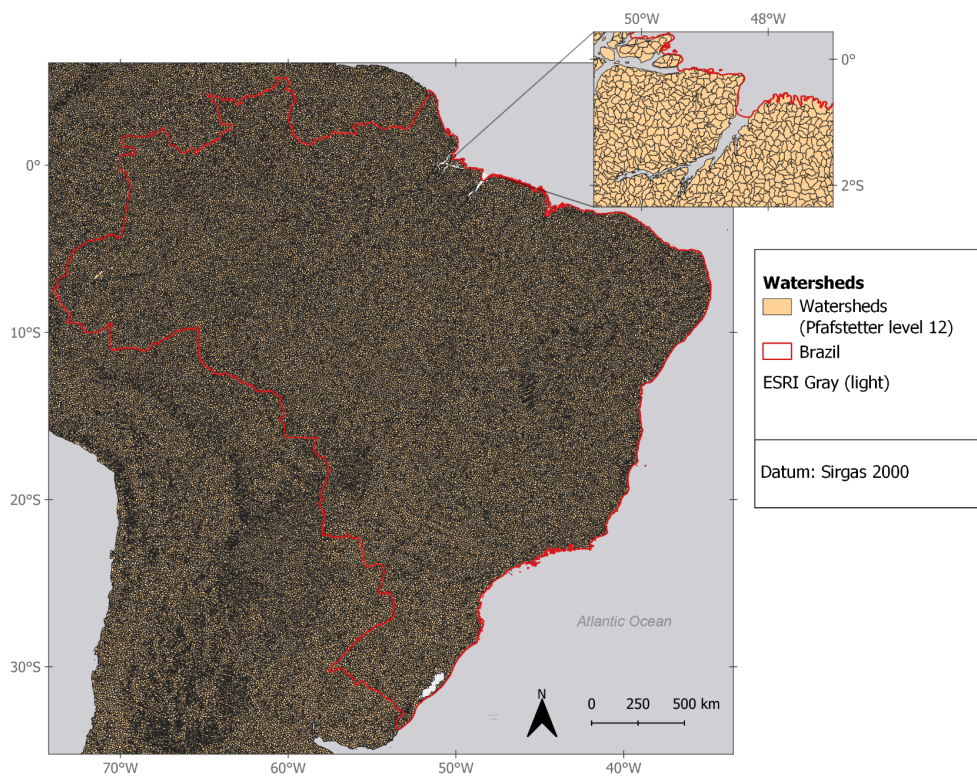 50°W
48°W
0°
2°S
0°
10°S
20°S
30°S
70°W
60°W
50°W
40°W
Watersheds
Watersheds
(Pfafstetter level 12)
Brazil
ESRI Gray (light)
Datum: Sirgas 2000
Atlantic Ocean
N
0 250 500 km